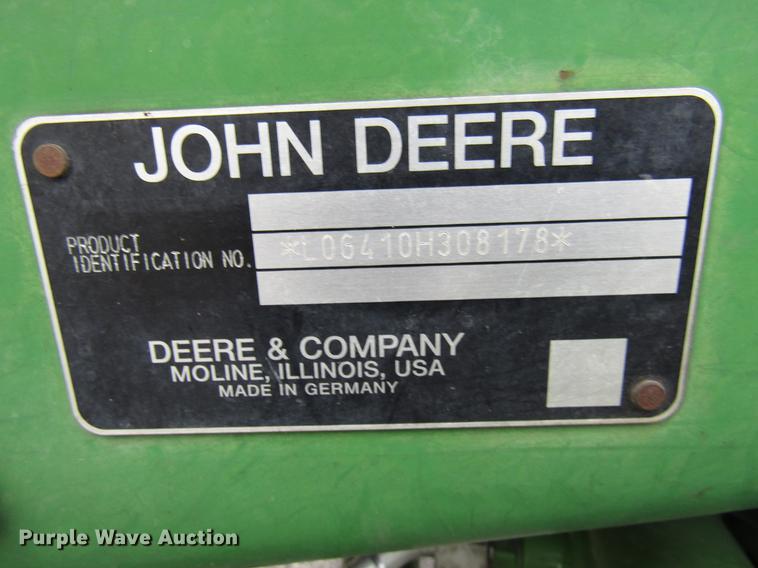 JOHN DEERE
PRODUCT
IDENTIFICATION NO.
*L06410H308178*
DEERE & COMPANY
MOLINE, ILLINOIS, USA
MADE IN GERMANY
Purple Wave Auction